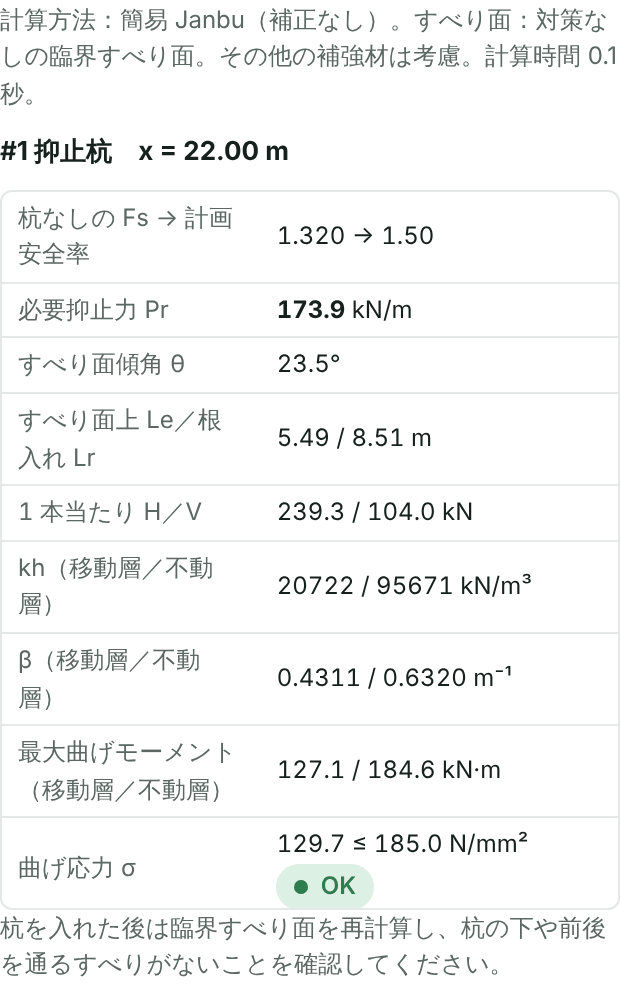 計算方法：簡易 Janbu（補正なし）。すべり面：対策な
しの臨界すべり面。その他の補強材は考慮。計算時間 0.1
秒。
#1 抑止杭　x = 22.00 m
杭なしの Fs → 計画
安全率
1.320 → 1.50
必要抑止力 Pr
173.9 kN/m
すべり面傾角 θ
23.5°
すべり面上 Le／根
入れ Lr
5.49 / 8.51 m
1 本当たり H／V
239.3 / 104.0 kN
kh（移動層／不動
層）
20722 / 95671 kN/m³
β（移動層／不動
層）
0.4311 / 0.6320 m⁻¹
最大曲げモーメント
（移動層／不動層）
127.1 / 184.6 kN·m
曲げ応力 σ
129.7 ≤ 185.0 N/mm²
OK
杭を入れた後は臨界すべり面を再計算し、杭の下や前後
を通るすべりがないことを確認してください。